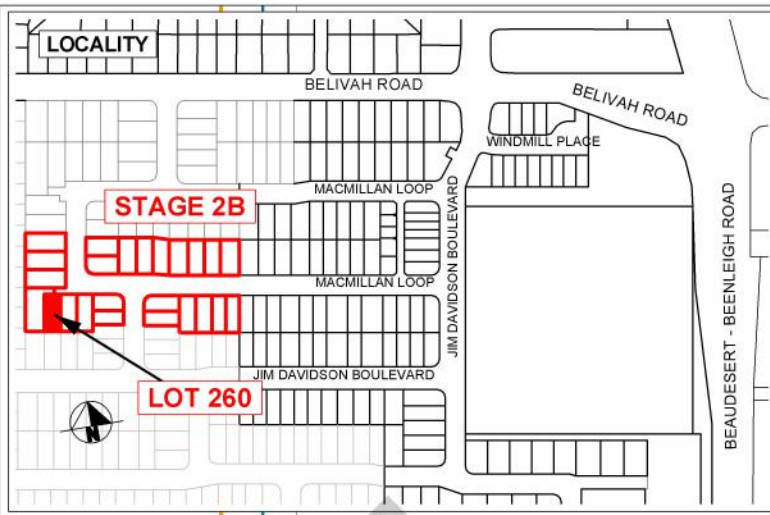 LOCALITY
BELIVAH ROAD
BELIVAH ROAD
WINDMILL PLACE
MACMILLAN LOOP
STAGE 2B
MACMILLAN LOOP
JIM DAVIDSON BOULEVARD
BEAUDESERT - BEENLEIGH ROAD
JIM DAVIDSON BOULEVARD
LOT 260
N